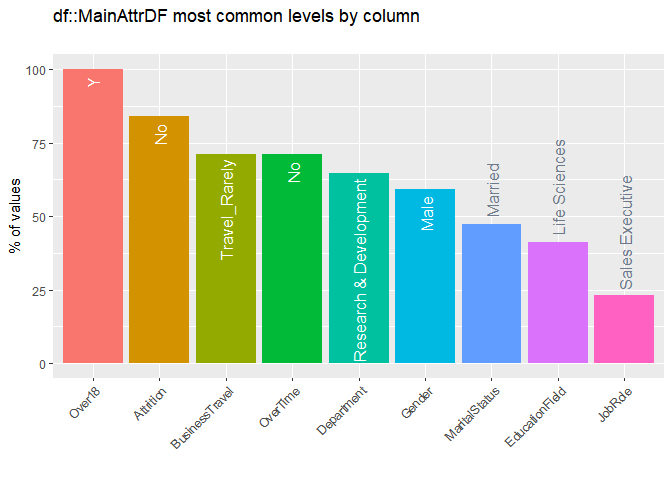 df::MainAttrDF most common levels by column
% of values
100
75
50
25
0
Y
No
Travel_Rarely
No
Research & Development
Male
Married
Life Sciences
Sales Executive
Over18
Attrition
BusinessTravel
OverTime
Department
Gender
MaritalStatus
EducationField
JobRole